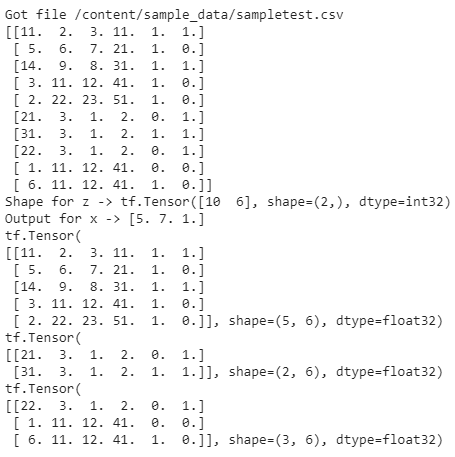 Got file /content/sample_data/sampletest.csv
[[11.  2.  3. 11.  1.  1.]
 [ 5.  6.  7. 21.  1.  0.]
 [14.  9.  8. 31.  1.  1.]
 [ 3. 11. 12. 41.  1.  0.]
 [ 2. 22. 23. 51.  1.  0.]
 [21.  3.  1.  2.  0.  1.]
 [31.  3.  1.  2.  1.  1.]
 [22.  3.  1.  2.  0.  1.]
 [ 1. 11. 12. 41.  0.  0.]
 [ 6. 11. 12. 41.  1.  0.]]
Shape for z -> tf.Tensor([10  6], shape=(2,), dtype=int32)
Output for x -> [5. 7. 1.]
tf.Tensor(
[[11.  2.  3. 11.  1.  1.]
 [ 5.  6.  7. 21.  1.  0.]
 [14.  9.  8. 31.  1.  1.]
 [ 3. 11. 12. 41.  1.  0.]
 [ 2. 22. 23. 51.  1.  0.]], shape=(5, 6), dtype=float32)
tf.Tensor(
[[21.  3.  1.  2.  0.  1.]
 [31.  3.  1.  2.  1.  1.]], shape=(2, 6), dtype=float32)
tf.Tensor(
[[22.  3.  1.  2.  0.  1.]
 [ 1. 11. 12. 41.  0.  0.]
 [ 6. 11. 12. 41.  1.  0.]], shape=(3, 6), dtype=float32)